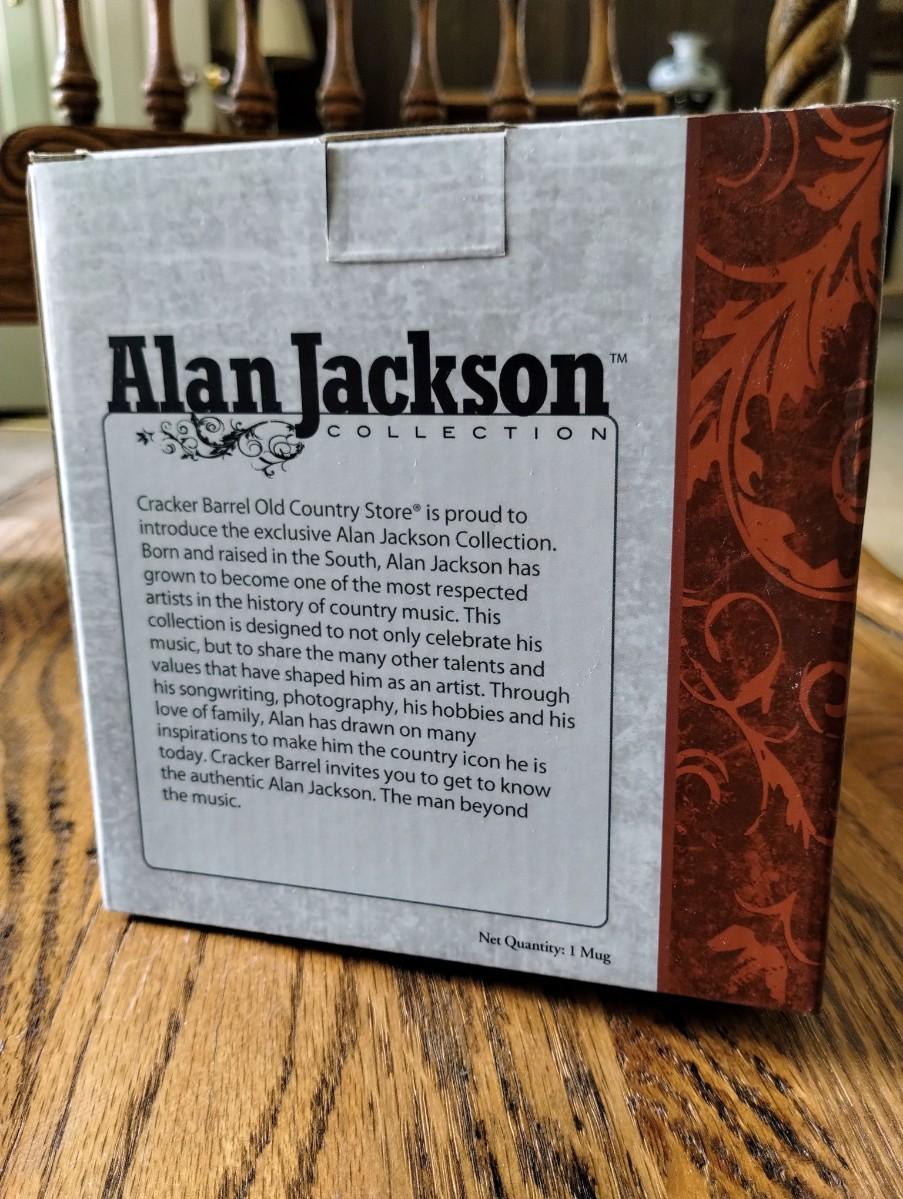 Alan Jackson™
COLLECTION
Cracker Barrel Old Country Store® is proud to
introduce the exclusive Alan Jackson Collection.
Born and raised in the South, Alan Jackson has
grown to become one of the most respected
artists in the history of country music. This
collection is designed to not only celebrate his
music, but to share the many other talents and
values that have shaped him as an artist. Through
his songwriting, photography, his hobbies and his
love of family, Alan has drawn on many
inspirations to make him the country icon he is
today. Cracker Barrel invites you to get to know
the authentic Alan Jackson. The man beyond
the music.
Net Quantity: 1 Mug